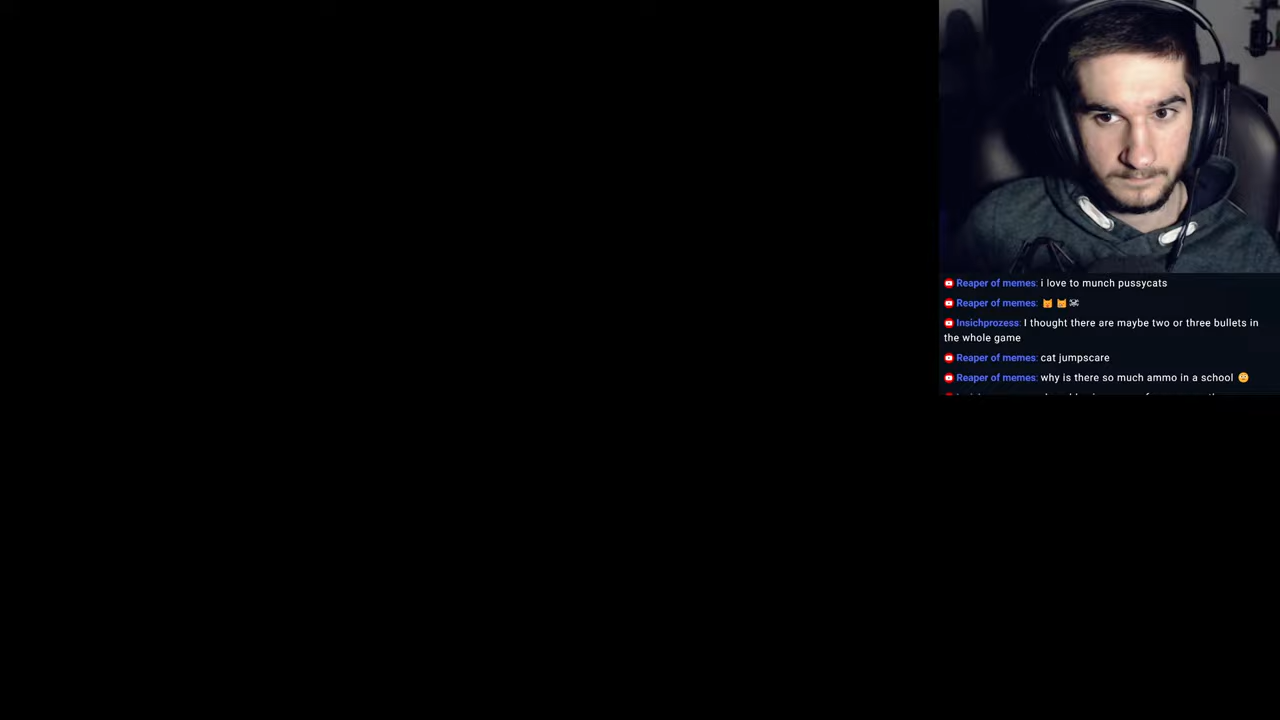 Reaper of memes: i love to munch pussycats
Reaper of memes: 😼 😼 ☠
Insichprozess: I thought there are maybe two or three bullets in
the whole game
Reaper of memes: cat jumpscare
Reaper of memes: why is there so much ammo in a school 😳